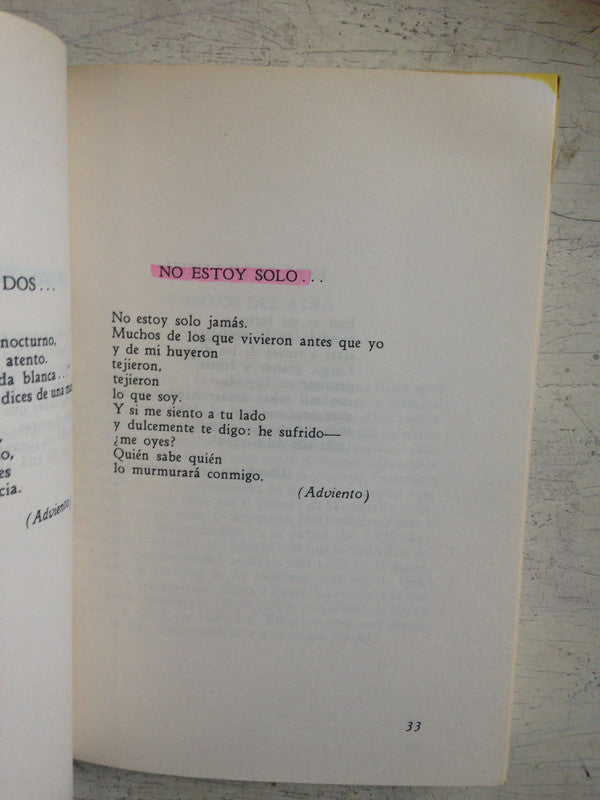 DOS...
nocturno,
atento.
da blanca...
dices de una
o,
es
cia.
(Adviento)
NO ESTOY SOLO...
No estoy solo jamás.
Muchos de los que vivieron antes que yo
y de mi huyeron
tejieron,
tejieron
lo que soy.
Y si me siento a tu lado
y dulcemente te digo: he sufrido—
¿me oyes?
Quién sabe quién
lo murmurará conmigo.
(Adviento)
33